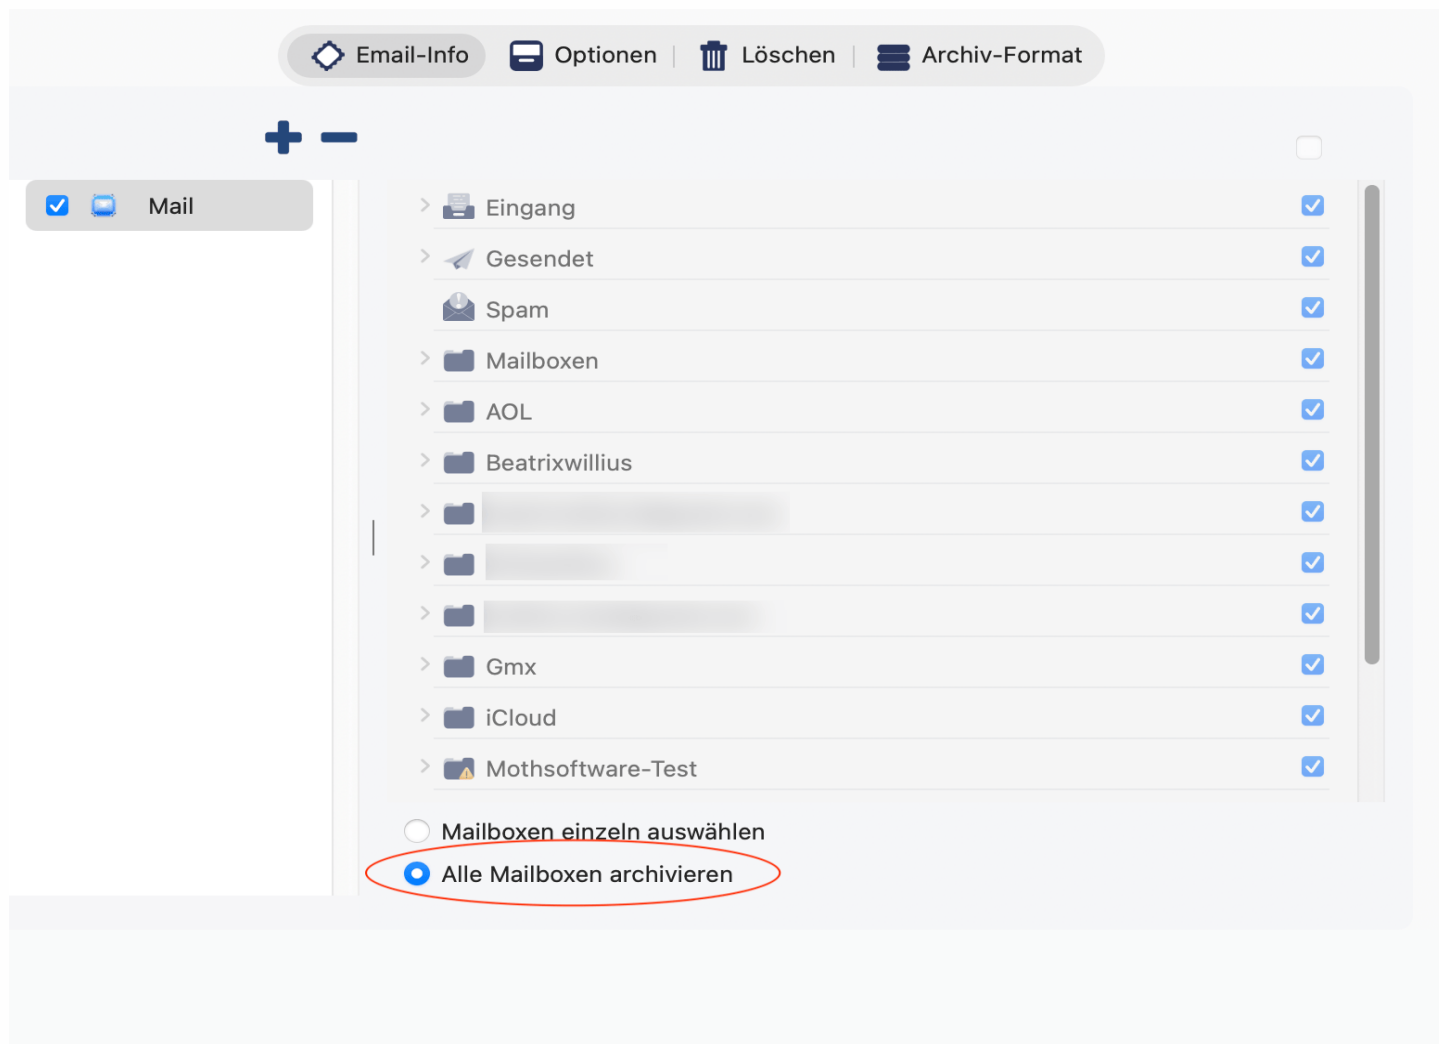 Email-Info Optionen Löschen Archiv-Format
Mail
Eingang
Gesendet
Spam
Mailboxen
AOL
Beatrixwillius
Gmx
iCloud
Mothsoftware-Test
Mailboxen einzeln auswählen
Alle Mailboxen archivieren